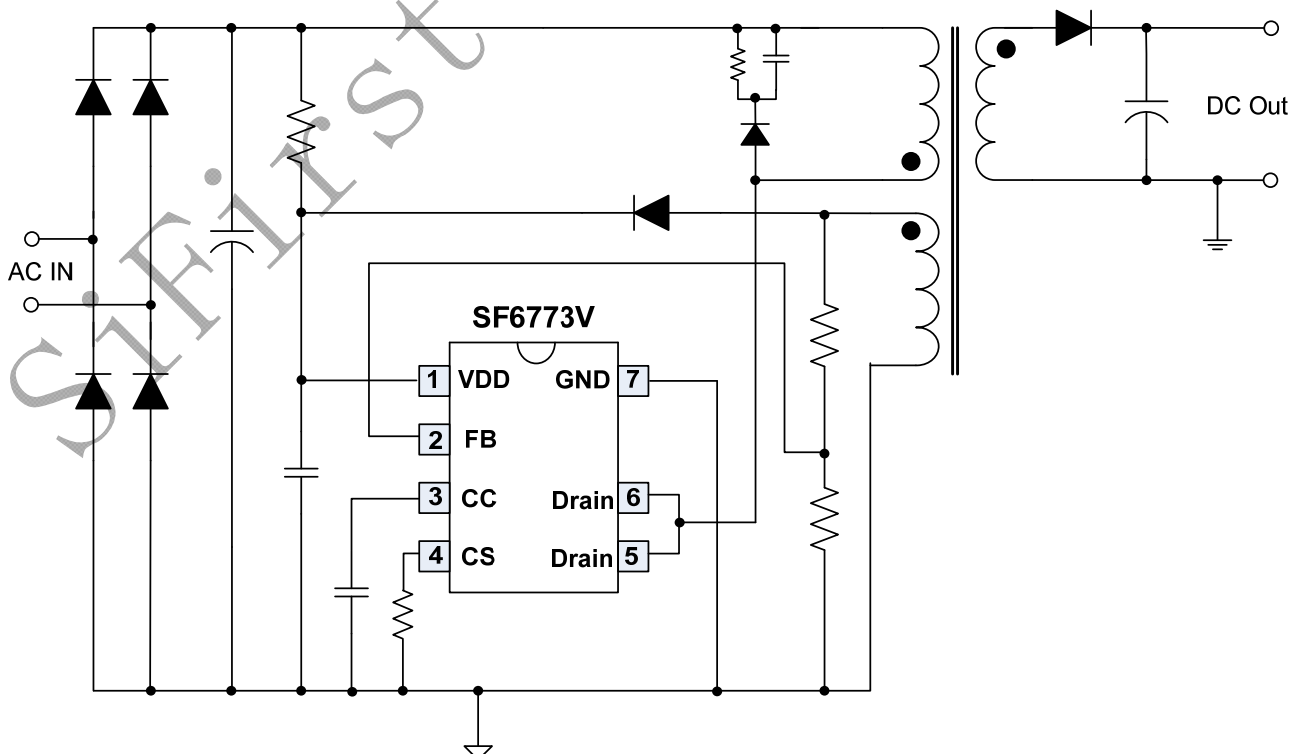 SiFirst
DC Out
AC IN
SF6773V
1 VDD GND 7
2 FB
3 CC Drain 6
4 CS Drain 5